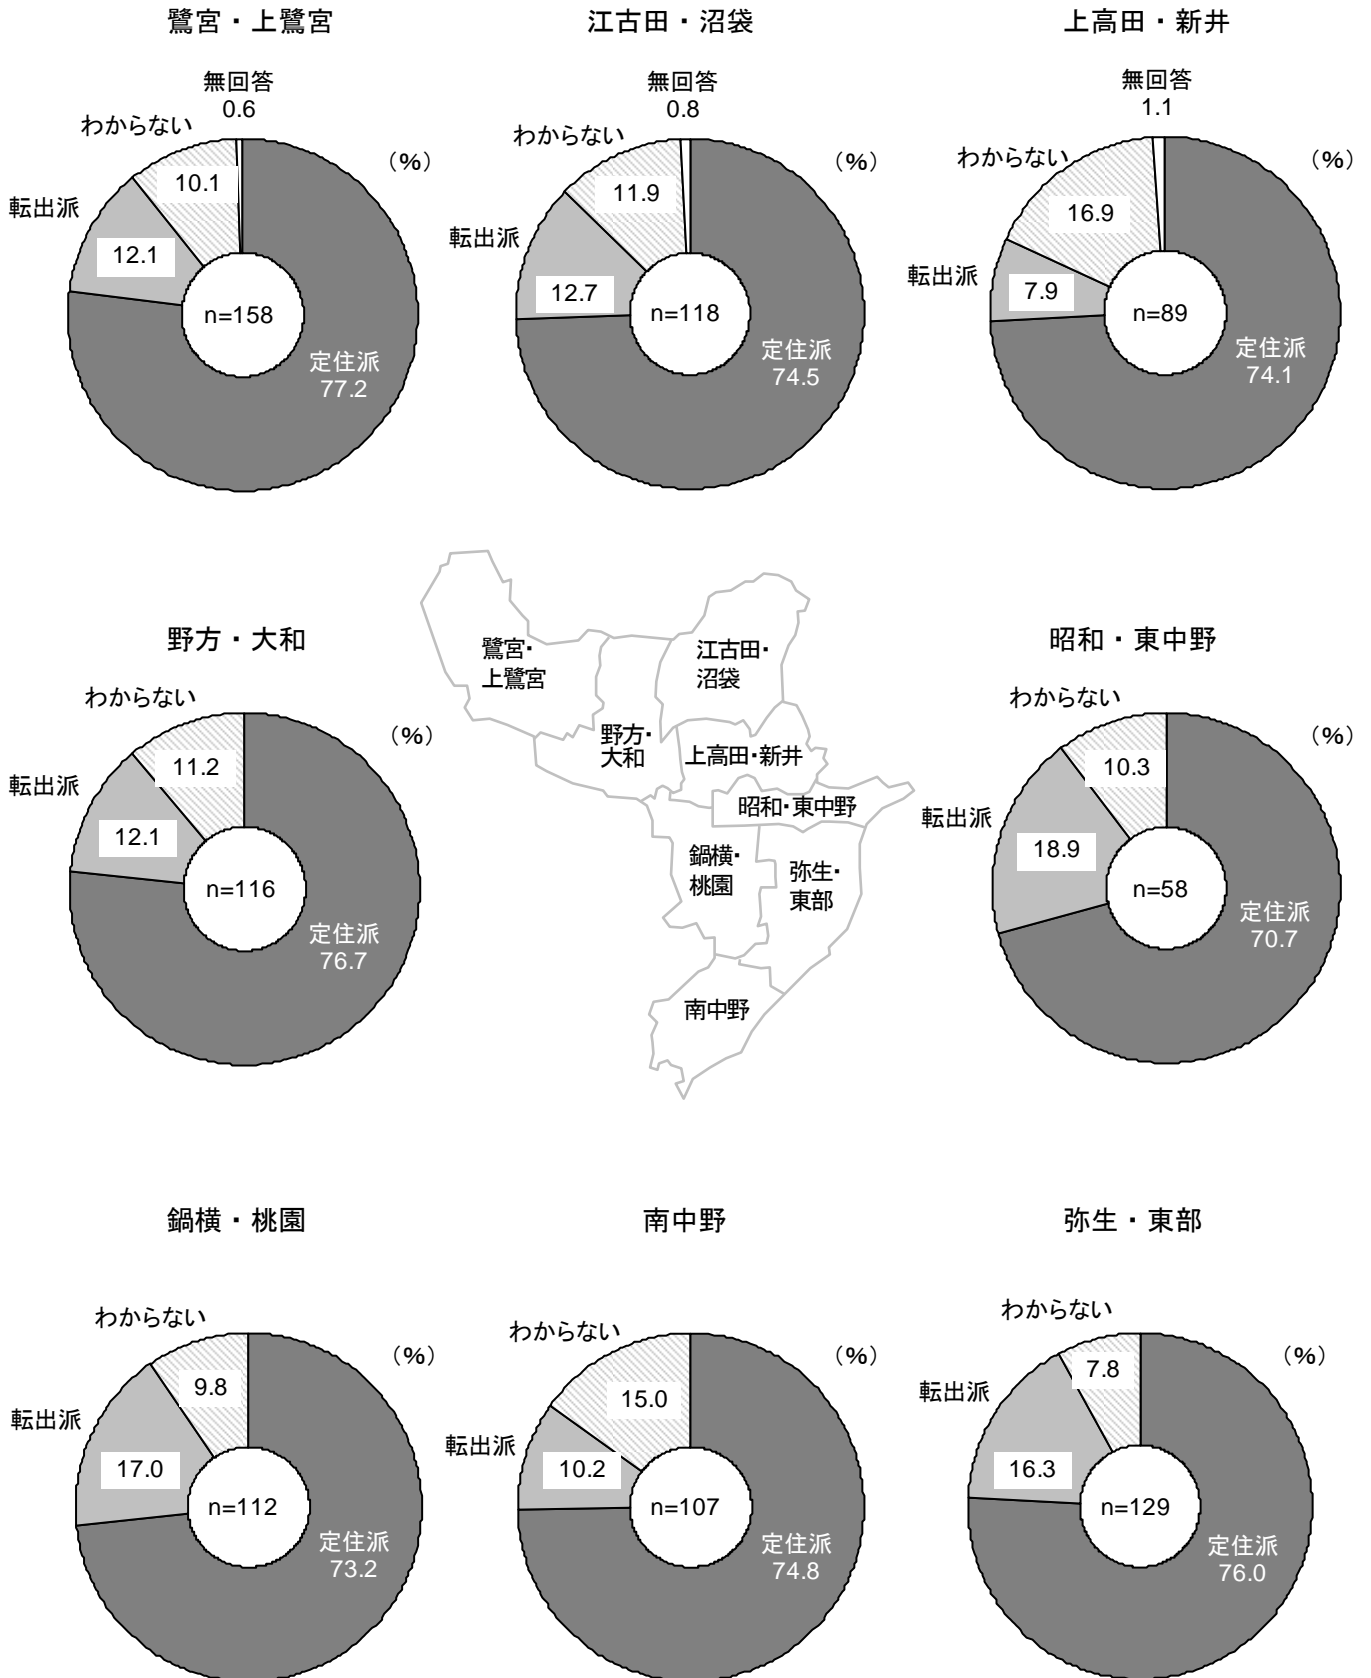 鷺宮・上鷺宮
無回答
0.6
わからない
(%)
10.1
転出派
12.1
n=158
定住派
77.2
江古田・沼袋
無回答
0.8
わからない
(%)
11.9
転出派
12.7
n=118
定住派
74.5
上高田・新井
無回答
1.1
わからない
(%)
16.9
転出派
7.9
n=89
定住派
74.1
野方・大和
わからない
(%)
11.2
転出派
12.1
n=116
定住派
76.7
鷺宮・
上鷺宮
江古田・
沼袋
野方・
大和
上高田・新井
昭和・東中野
鍋横・
桃園
弥生・
東部
南中野
昭和・東中野
わからない
(%)
10.3
転出派
18.9
n=58
定住派
70.7
鍋横・桃園
わからない
(%)
9.8
転出派
17.0
n=112
定住派
73.2
南中野
わからない
(%)
15.0
転出派
10.2
n=107
定住派
74.8
弥生・東部
わからない
(%)
7.8
転出派
16.3
n=129
定住派
76.0